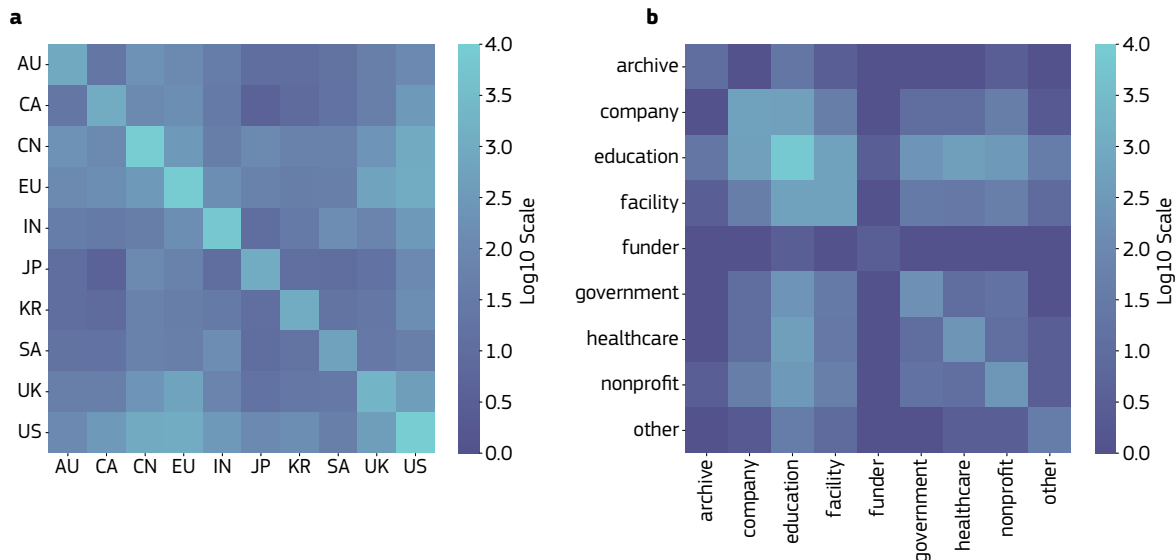 a
AU
CA
CN
EU
IN
JP
KR
SA
UK
US
AU CA CN EU IN JP KR SA UK US
4.0
3.5
3.0
2.5
2.0
1.5
1.0
0.5
0.0
Log10 Scale
b
archive
company
education
facility
funder
government
healthcare
nonprofit
other
archive
company
education
facility
funder
government
healthcare
nonprofit
other
4.0
3.5
3.0
2.5
2.0
1.5
1.0
0.5
0.0
Log10 Scale